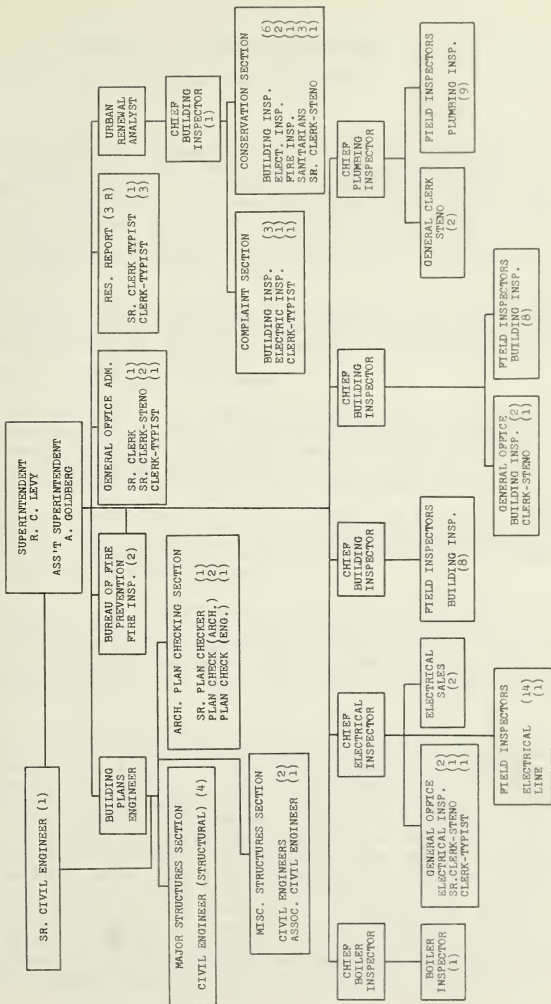 SUPERINTENDENT
R. C. LEVY
ASS'T SUPERINTENDENT
A. GOLDBERG
SR. CIVIL ENGINEER (1)
BUILDING
PLANS
ENGINEER
BUREAU OF FIRE
PREVENTION
FIRE INSP. (2)
GENERAL OFFICE ADM.
SR. CLERK (1)
SR. CLERK-STENO (2)
CLERK-TYPIST (1)
RES. REPORT (3 R)
SR. CLERK TYPIST (1)
CLERK-TYPIST (3)
URBAN
RENEWAL
ANALYST
CHIEF
BUILDING
INSPECTOR
(1)
MAJOR STRUCTURES SECTION
CIVIL ENGINEER (STRUCTURAL) (4)
ARCH. PLAN CHECKING SECTION
SR. PLAN CHECKER (1)
PLAN CHECK (ARCH.) (2)
PLAN CHECK (ENG.) (1)
MISC. STRUCTURES SECTION
CIVIL ENGINEERS (2)
ASSOC. CIVIL ENGINEER (1)
COMPLAINT SECTION
BUILDING INSP. (3)
ELECTRIC INSP. (1)
CLERK-TYPIST (1)
CONSERVATION SECTION
BUILDING INSP. (6)
ELECT. INSP. (2)
FIRE INSP. (1)
SANITARIANS (3)
SR. CLERK-STENO (1)
CHIEF
BOILER
INSPECTOR
BOILER
INSPECTOR
(1)
CHIEF
ELECTRICAL
INSPECTOR
GENERAL OFFICE
ELECTRICAL INSP. (2)
SR.CLERK-STENO (1)
CLERK-TYPIST (1)
ELECTRICAL
SALES
(2)
FIELD INSPECTORS
ELECTRICAL (14)
LINE (1)
CHIEF
BUILDING
INSPECTOR
FIELD INSPECTORS
BUILDING INSP.
(8)
CHIEF
BUILDING
INSPECTOR
GENERAL OFFICE
BUILDING INSP. (2)
CLERK-STENO (1)
FIELD INSPECTORS
BUILDING INSP.
(8)
CHIEF
PLUMBING
INSPECTOR
GENERAL CLERK
STENO
(2)
FIELD INSPECTORS
PLUMBING INSP.
(9)